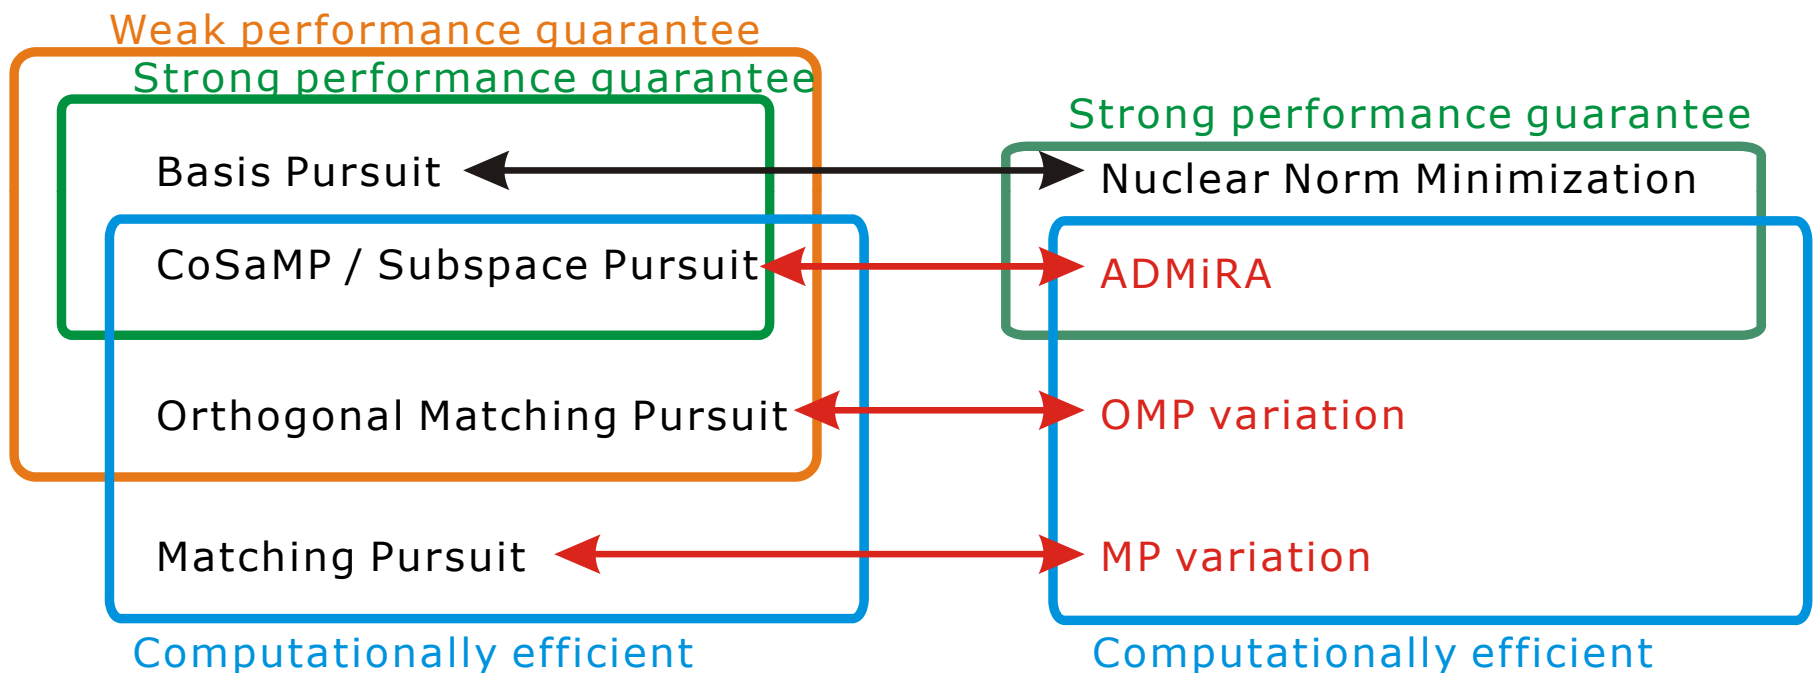 Weak performance guarantee
Strong performance guarantee
Strong performance guarantee
Basis Pursuit
Nuclear Norm Minimization
CoSaMP / Subspace Pursuit
ADMiRA
Orthogonal Matching Pursuit
OMP variation
Matching Pursuit
MP variation
Computationally efficient
Computationally efficient